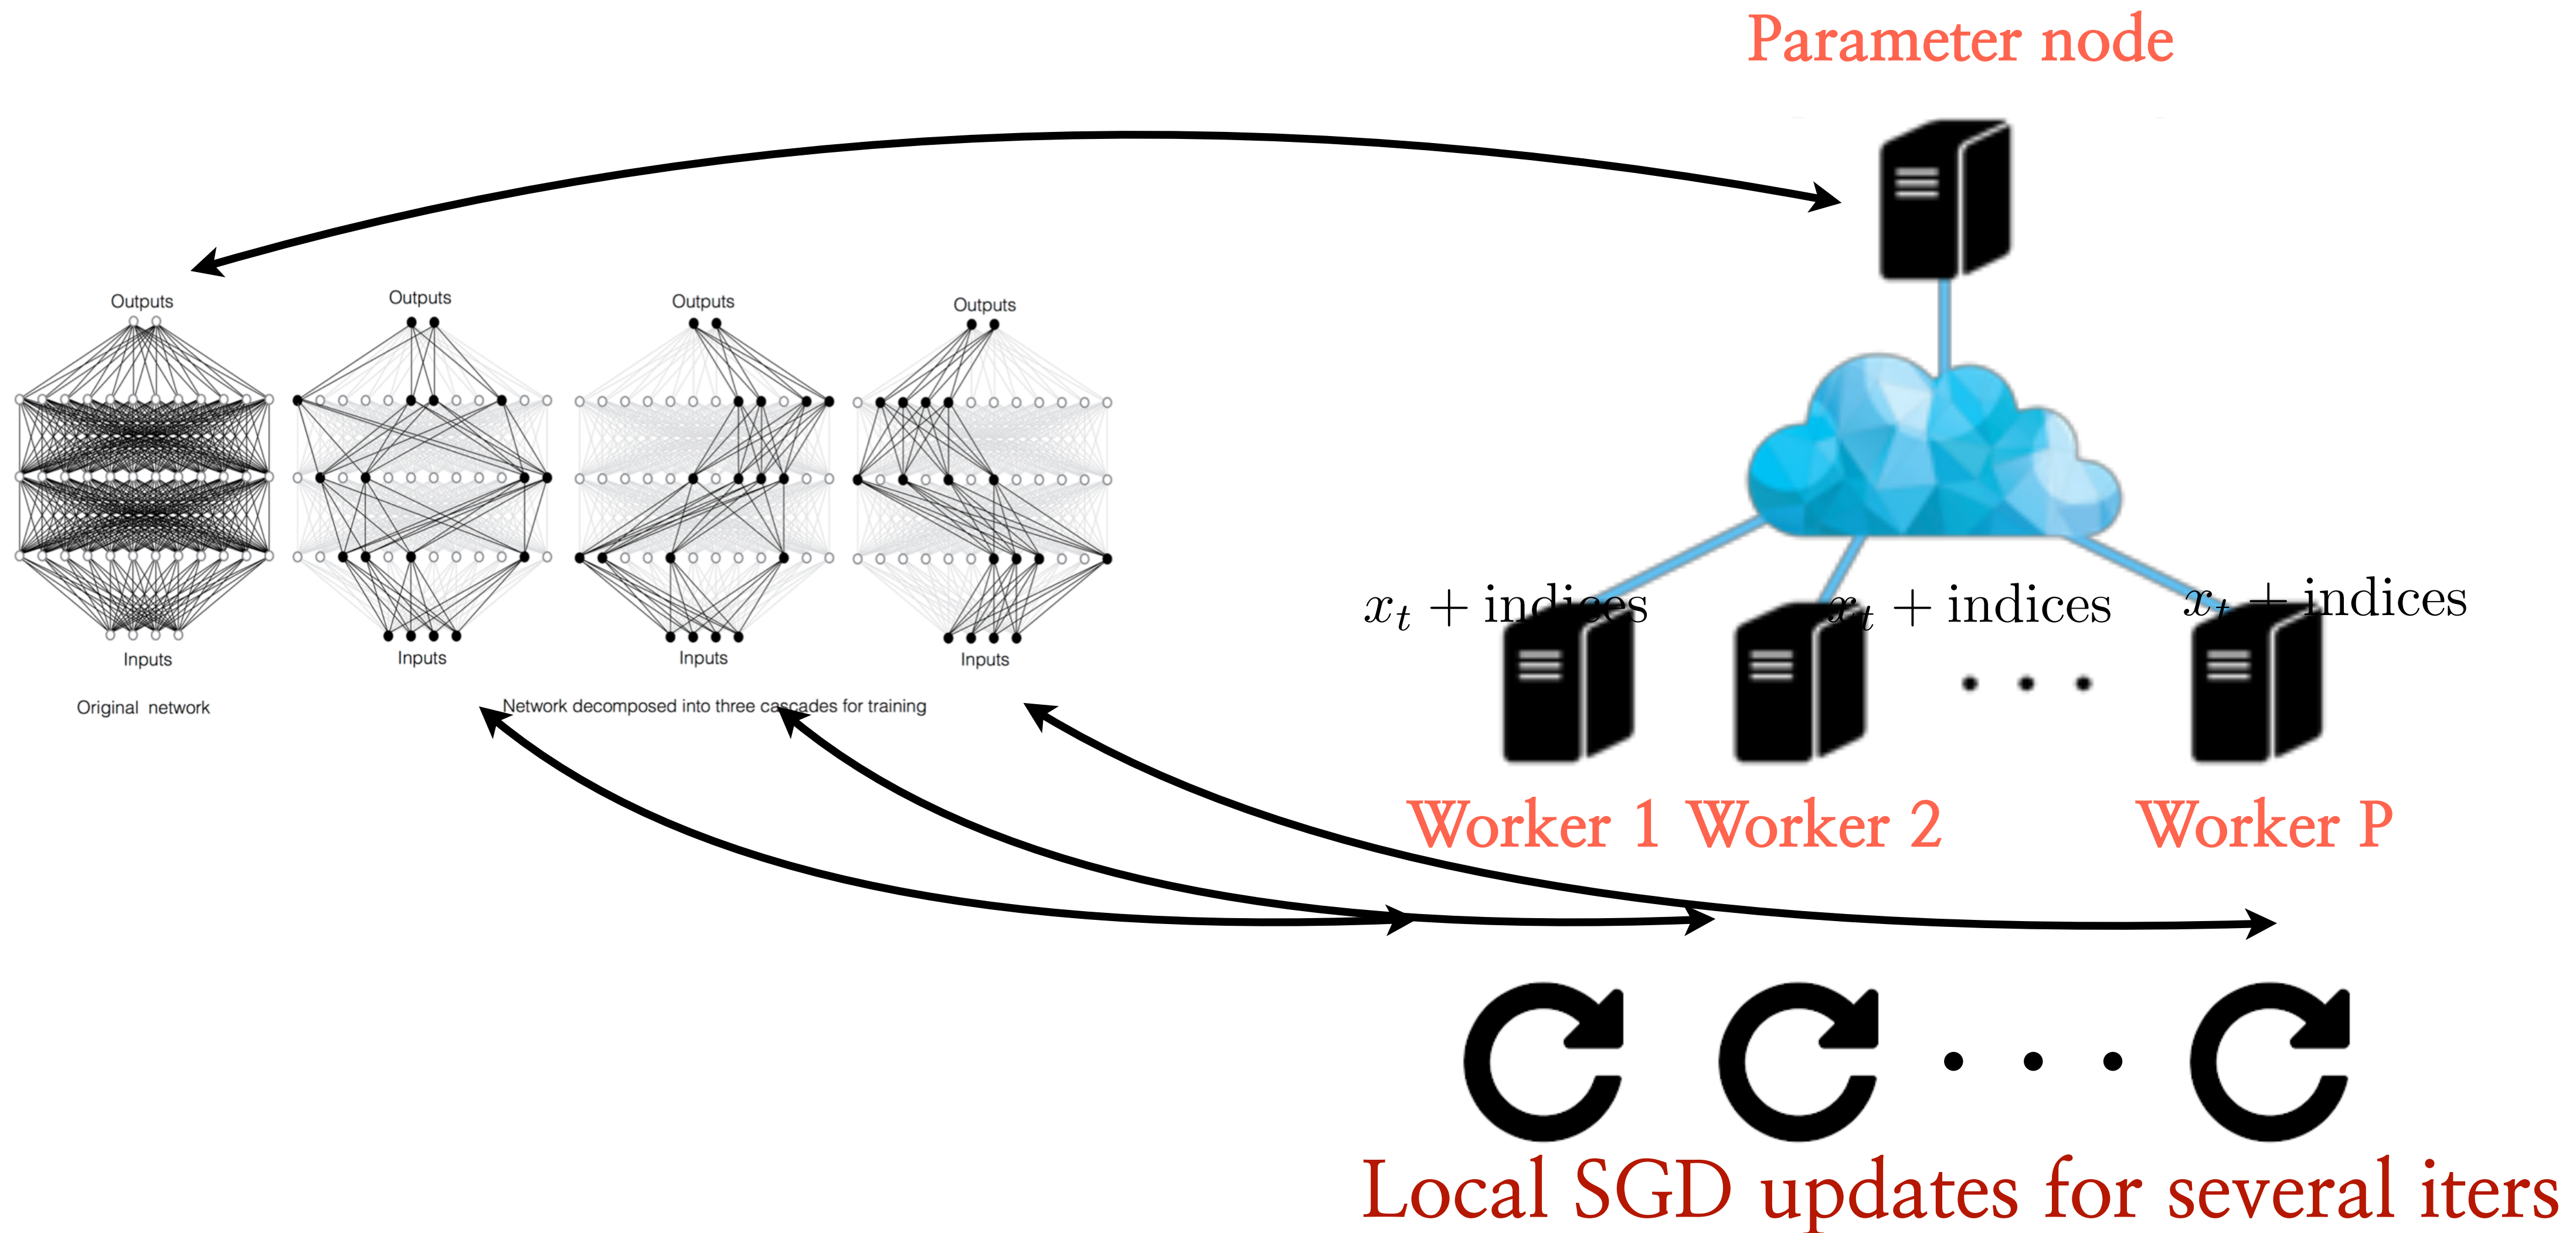 Parameter node
Outputs
Outputs
Outputs
Outputs
Inputs
Inputs
Inputs
Inputs
Original network
Network decomposed into three cascades for training
x_t + indices
x_t + indices
x_t + indices
Worker 1
Worker 2
Worker P
Local SGD updates for several iters